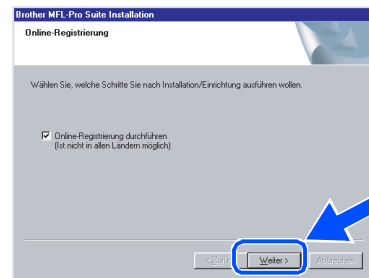 Brother MFL-Pro Suite Installation
Online-Registrierung
Wählen Sie, welche Schritte Sie nach Installation/Einrichtung ausführen wollen.
Online-Registrierung durchführen
(Ist nicht in allen Ländern möglich)
Weiter >
Abbrechen